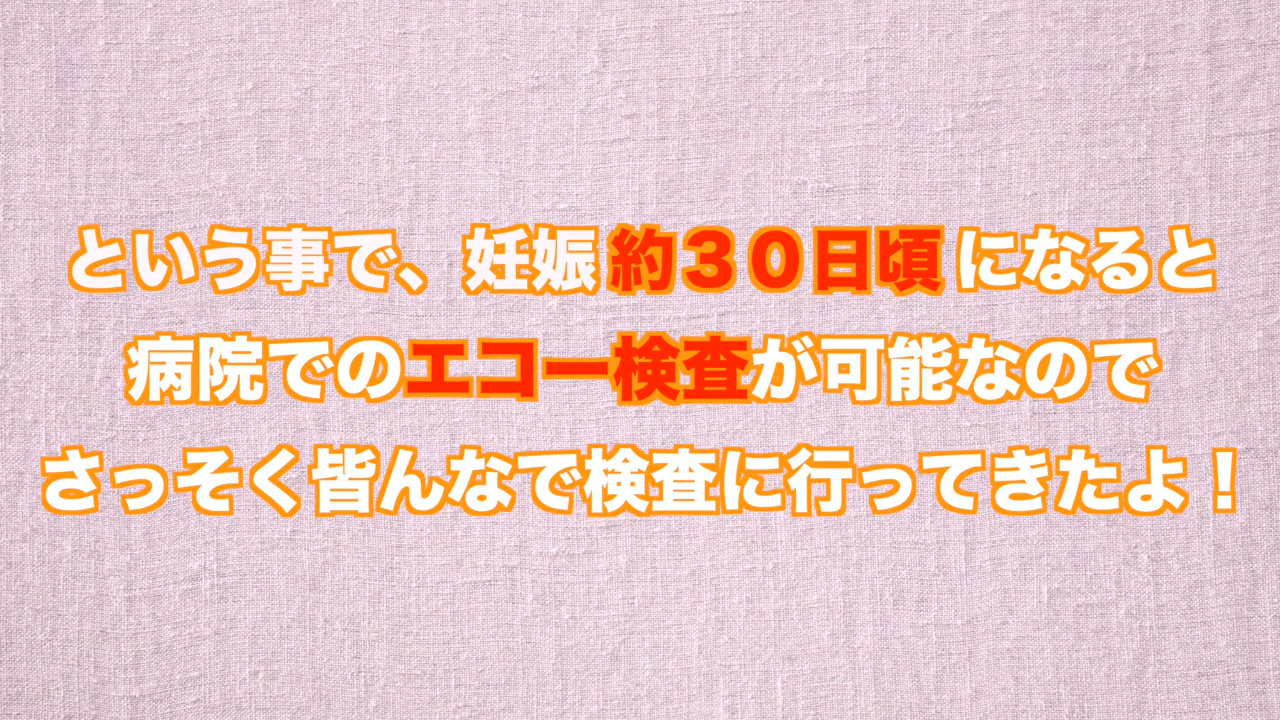 という事で、妊娠約３０日頃になると
病院でのエコー検査が可能なので
さっそく皆んなで検査に行ってきたよ！